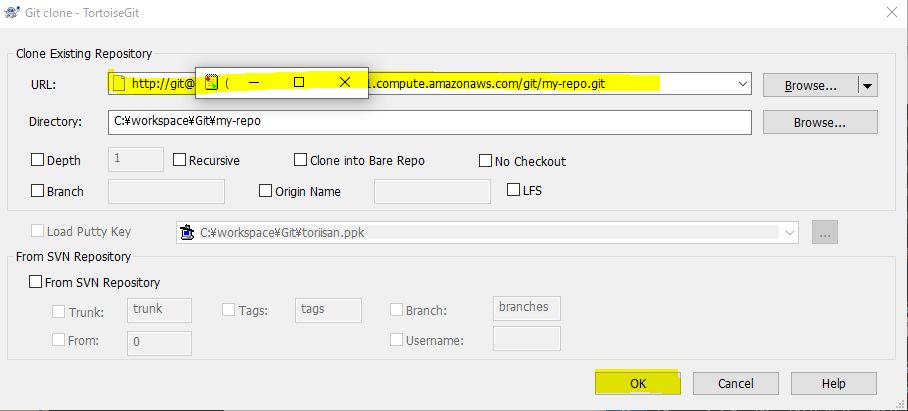 Git clone - TortoiseGit
Clone Existing Repository
URL: http://git@ ( 1.compute.amazonaws.com/git/my-repo.git Browse...
Directory: C:¥workspace¥Git¥my-repo Browse...
Depth 1 Recursive Clone into Bare Repo No Checkout
Branch Origin Name LFS
Load Putty Key C:¥workspace¥Git¥toriisan.ppk ...
From SVN Repository
From SVN Repository
Trunk: trunk Tags: tags Branch: branches
From: 0 Username:
OK Cancel Help